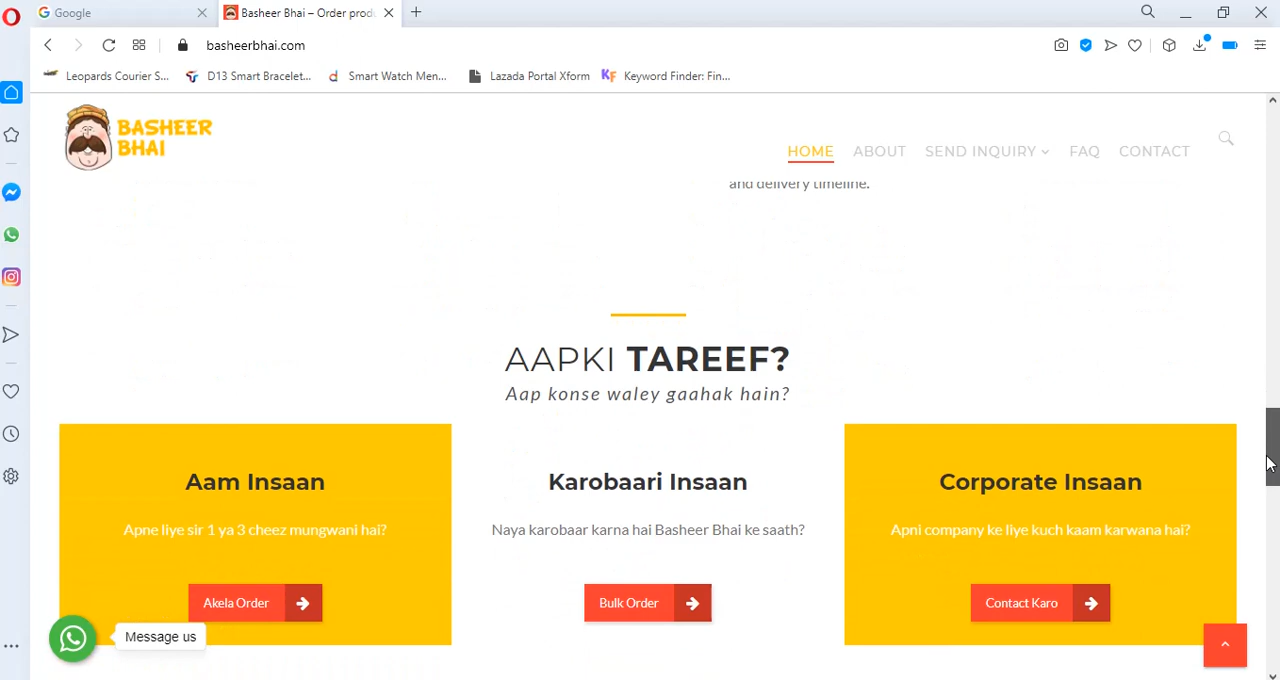 Google
Basheer Bhai – Order prod
basheerbhai.com
Leopards Courier S...
D13 Smart Bracelet...
Smart Watch Men...
Lazada Portal Xform
KF
Keyword Finder: Fin...
BASHEER
BHAI
HOME
ABOUT
SEND INQUIRY
FAQ
CONTACT
and delivery timeline.
AAPKI TAREEF?
Aap konse waley gaahak hain?
Aam Insaan
Apne liye sir 1 ya 3 cheez mungwani hai?
Akela Order
Karobaari Insaan
Naya karobaar karna hai Basheer Bhai ke saath?
Bulk Order
Corporate Insaan
Apni company ke liye kuch kaam karwana hai?
Contact Karo
Message us